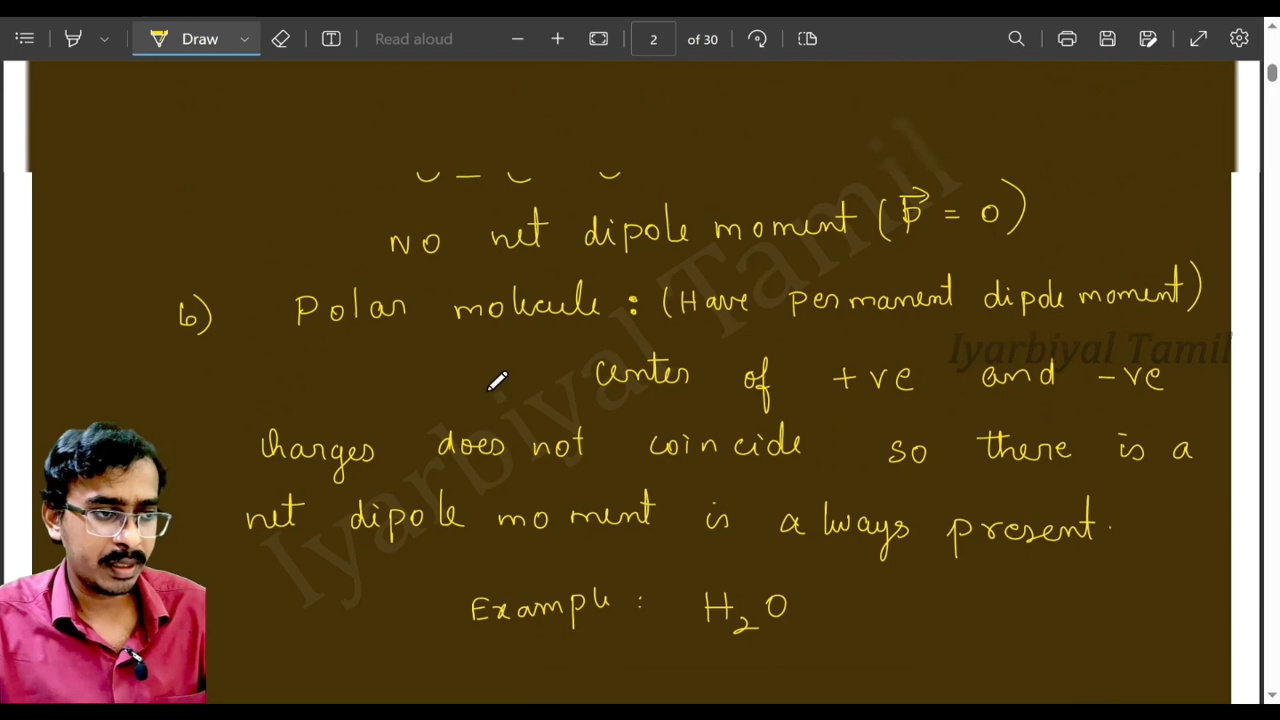 Draw
Read aloud
2 of 30
No net dipole moment (p⃗ = 0)
b) Polar molecule : (Have permanent dipole moment)
Iyarbiyal Tamil
center of +ve and -ve
charges does not coincide so there is a
net dipole moment is always present.
Example : H₂O
Iyarbiyal Tamil